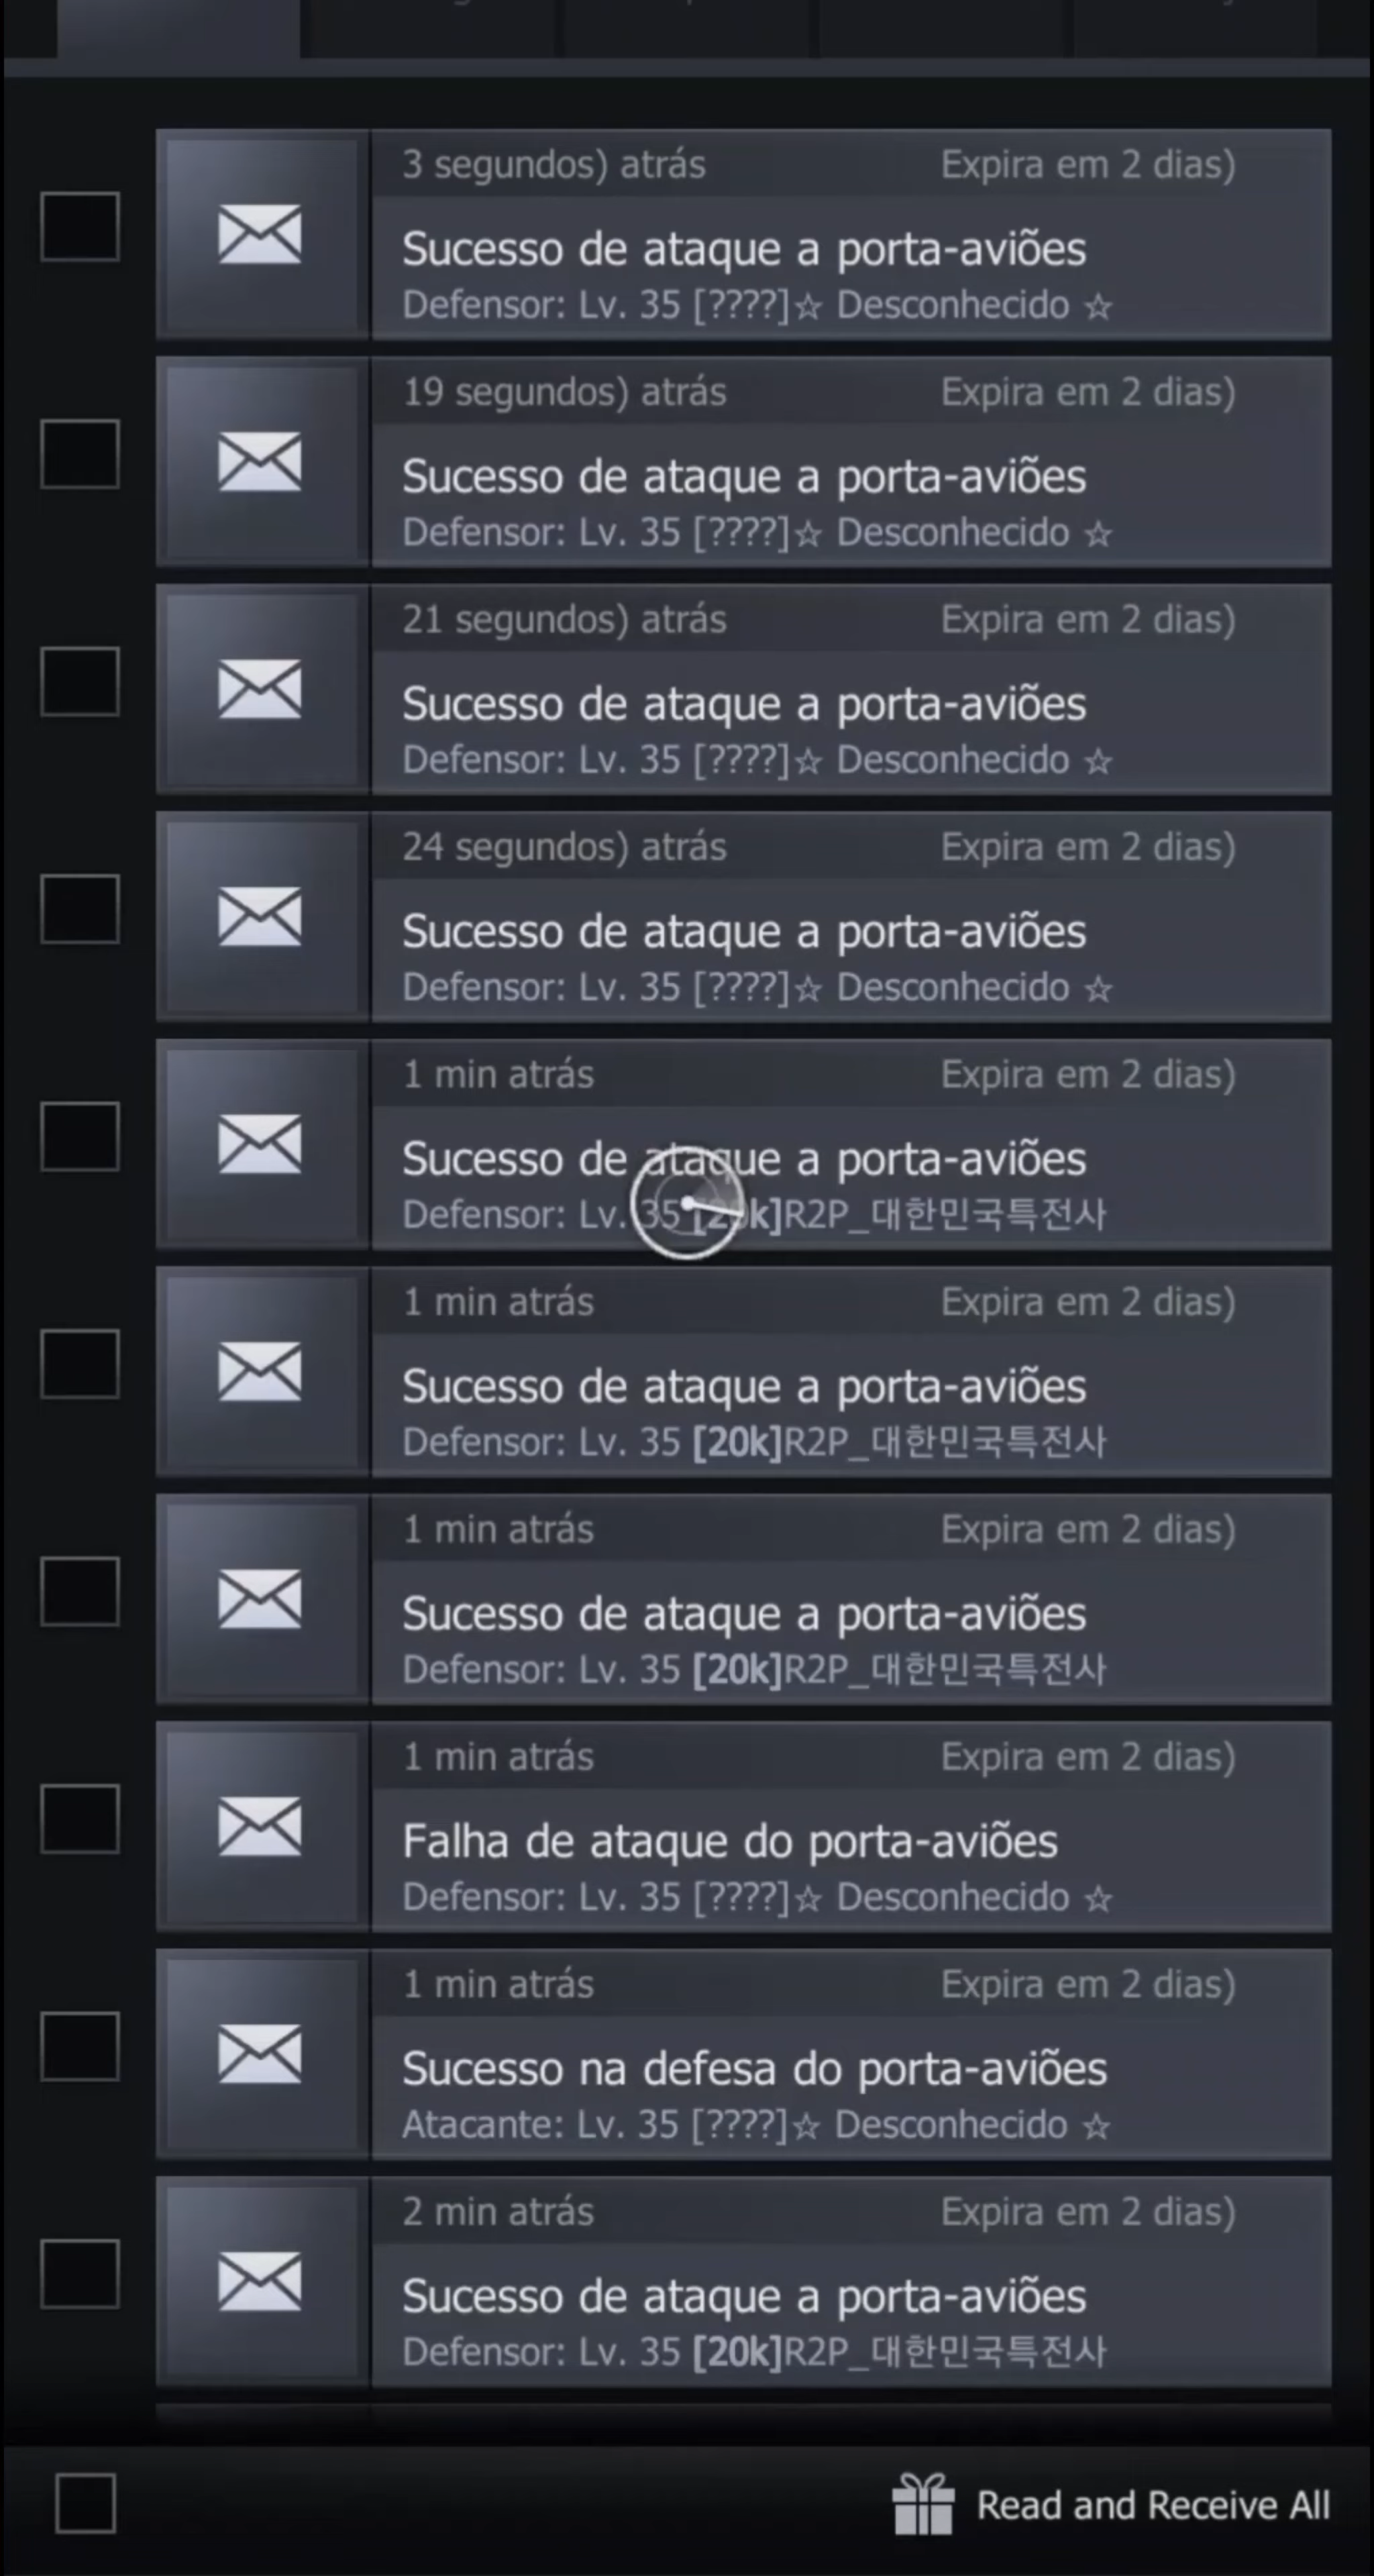 3 segundos) atrás Expira em 2 dias)
Sucesso de ataque a porta-aviões
Defensor: Lv. 35 [????]☆ Desconhecido ☆
19 segundos) atrás Expira em 2 dias)
Sucesso de ataque a porta-aviões
Defensor: Lv. 35 [????]☆ Desconhecido ☆
21 segundos) atrás Expira em 2 dias)
Sucesso de ataque a porta-aviões
Defensor: Lv. 35 [????]☆ Desconhecido ☆
24 segundos) atrás Expira em 2 dias)
Sucesso de ataque a porta-aviões
Defensor: Lv. 35 [????]☆ Desconhecido ☆
1 min atrás Expira em 2 dias)
Sucesso de ataque a porta-aviões
Defensor: Lv. 35 [20k]R2P_대한민국특전사
1 min atrás Expira em 2 dias)
Sucesso de ataque a porta-aviões
Defensor: Lv. 35 [20k]R2P_대한민국특전사
1 min atrás Expira em 2 dias)
Sucesso de ataque a porta-aviões
Defensor: Lv. 35 [20k]R2P_대한민국특전사
1 min atrás Expira em 2 dias)
Falha de ataque do porta-aviões
Defensor: Lv. 35 [????]☆ Desconhecido ☆
1 min atrás Expira em 2 dias)
Sucesso na defesa do porta-aviões
Atacante: Lv. 35 [????]☆ Desconhecido ☆
2 min atrás Expira em 2 dias)
Sucesso de ataque a porta-aviões
Defensor: Lv. 35 [20k]R2P_대한민국특전사
Read and Receive All